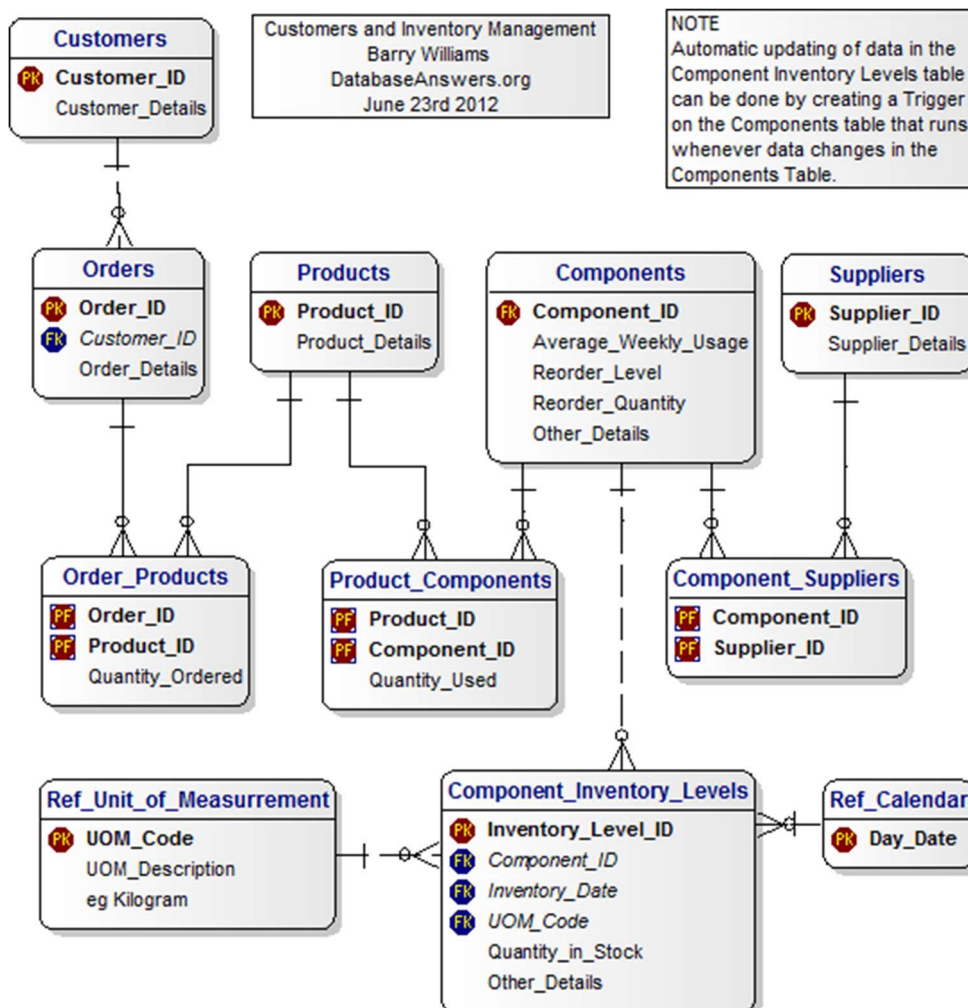 Customers
PK Customer_ID
Customer_Details
Customers and Inventory Management
Barry Williams
DatabaseAnswers.org
June 23rd 2012
NOTE
Automatic updating of data in the
Component Inventory Levels table
can be done by creating a Trigger
on the Components table that runs
whenever data changes in the
Components Table.
Orders
PK Order_ID
FK Customer_ID
Order_Details
Products
PK Product_ID
Product_Details
Components
FK Component_ID
Average_Weekly_Usage
Reorder_Level
Reorder_Quantity
Other_Details
Suppliers
PK Supplier_ID
Supplier_Details
Order_Products
PF Order_ID
PF Product_ID
Quantity_Ordered
Product_Components
PF Product_ID
PF Component_ID
Quantity_Used
Component_Suppliers
PF Component_ID
PF Supplier_ID
Ref_Unit_of_Measurrement
PK UOM_Code
UOM_Description
eg Kilogram
Component_Inventory_Levels
PK Inventory_Level_ID
FK Component_ID
FK Inventory_Date
FK UOM_Code
Quantity_in_Stock
Other_Details
Ref_Calendar
PK Day_Date